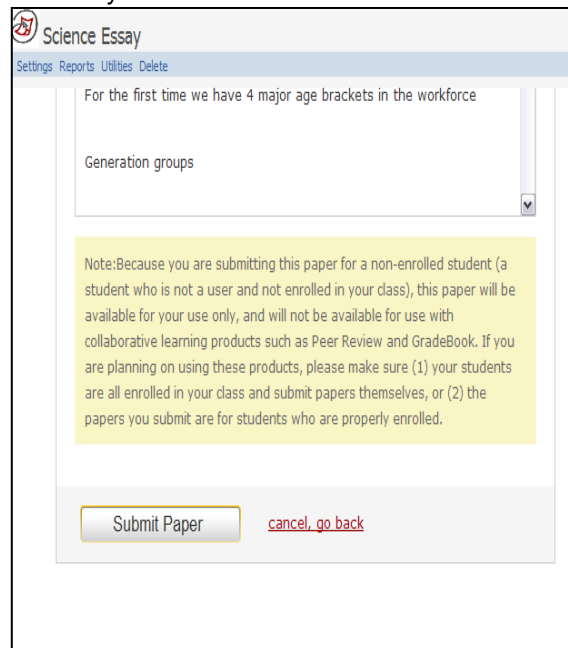 Science Essay
Settings Reports Utilities Delete
For the first time we have 4 major age brackets in the workforce
Generation groups
Note:Because you are submitting this paper for a non-enrolled student (a
student who is not a user and not enrolled in your class), this paper will be
available for your use only, and will not be available for use with
collaborative learning products such as Peer Review and GradeBook. If you
are planning on using these products, please make sure (1) your students
are all enrolled in your class and submit papers themselves, or (2) the
papers you submit are for students who are properly enrolled.
Submit Paper cancel, go back